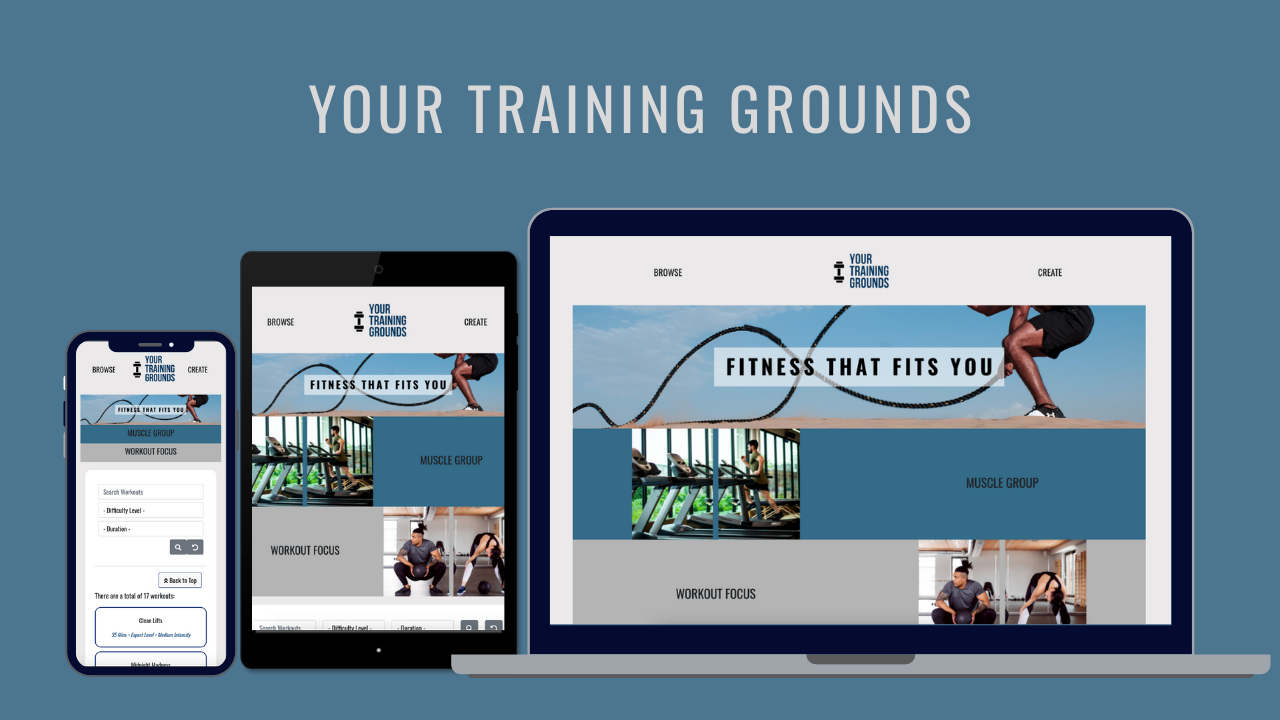 YOUR TRAINING GROUNDS
BROWSE
YOUR
TRAINING
GROUNDS
CREATE
FITNESS THAT FITS YOU
MUSCLE GROUP
WORKOUT FOCUS
Search Workouts
- Difficulty Level -
- Duration -
Back to Top
There are a total of 17 workouts:
Clean Lifts
35 Mins - Expert Level - Medium Intensity
Midnight Madness
BROWSE
YOUR
TRAINING
GROUNDS
CREATE
FITNESS THAT FITS YOU
MUSCLE GROUP
WORKOUT FOCUS
Search Workouts
- Difficulty Level -
- Duration -
BROWSE
YOUR
TRAINING
GROUNDS
CREATE
FITNESS THAT FITS YOU
MUSCLE GROUP
WORKOUT FOCUS